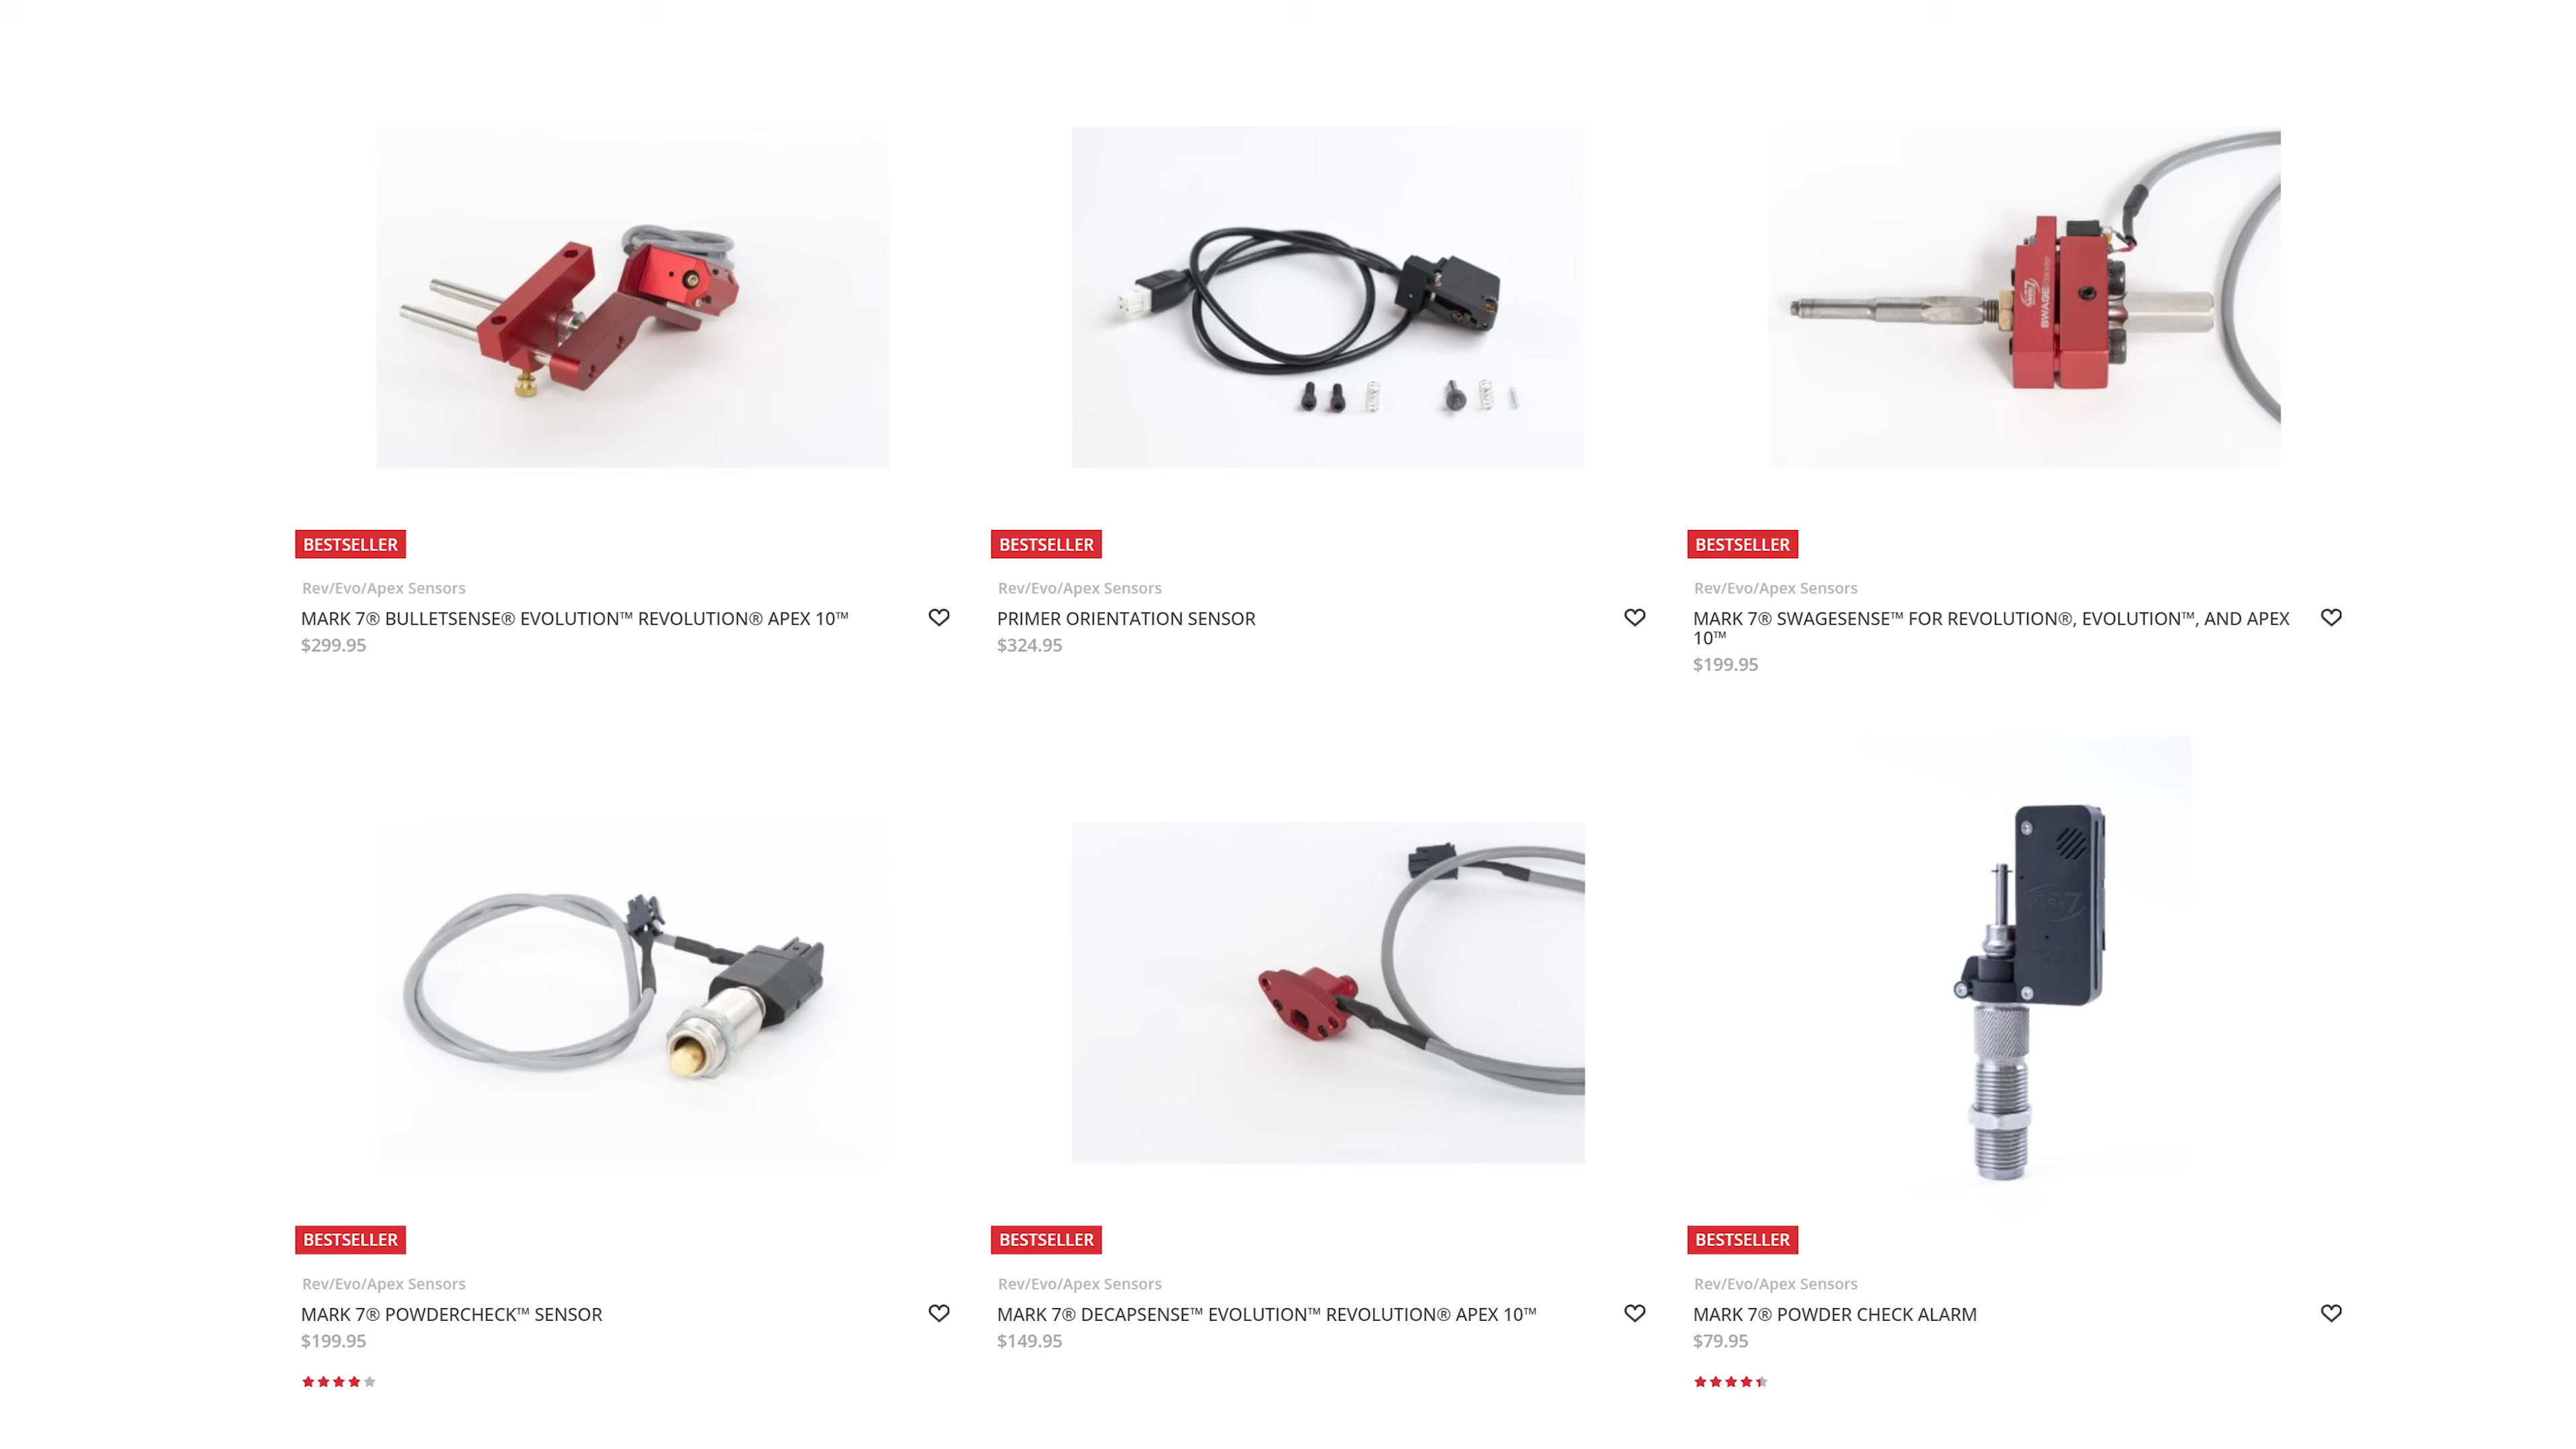 BESTSELLER
Rev/Evo/Apex Sensors
MARK 7® BULLETSENSE® EVOLUTION™ REVOLUTION® APEX 10™
$299.95
BESTSELLER
Rev/Evo/Apex Sensors
PRIMER ORIENTATION SENSOR
$324.95
SWAGE
BESTSELLER
Rev/Evo/Apex Sensors
MARK 7® SWAGESENSE™ FOR REVOLUTION®, EVOLUTION™, AND APEX
10™
$199.95
BESTSELLER
Rev/Evo/Apex Sensors
MARK 7® POWDERCHECK™ SENSOR
$199.95
BESTSELLER
Rev/Evo/Apex Sensors
MARK 7® DECAPSENSE™ EVOLUTION™ REVOLUTION® APEX 10™
$149.95
BESTSELLER
Rev/Evo/Apex Sensors
MARK 7® POWDER CHECK ALARM
$79.95